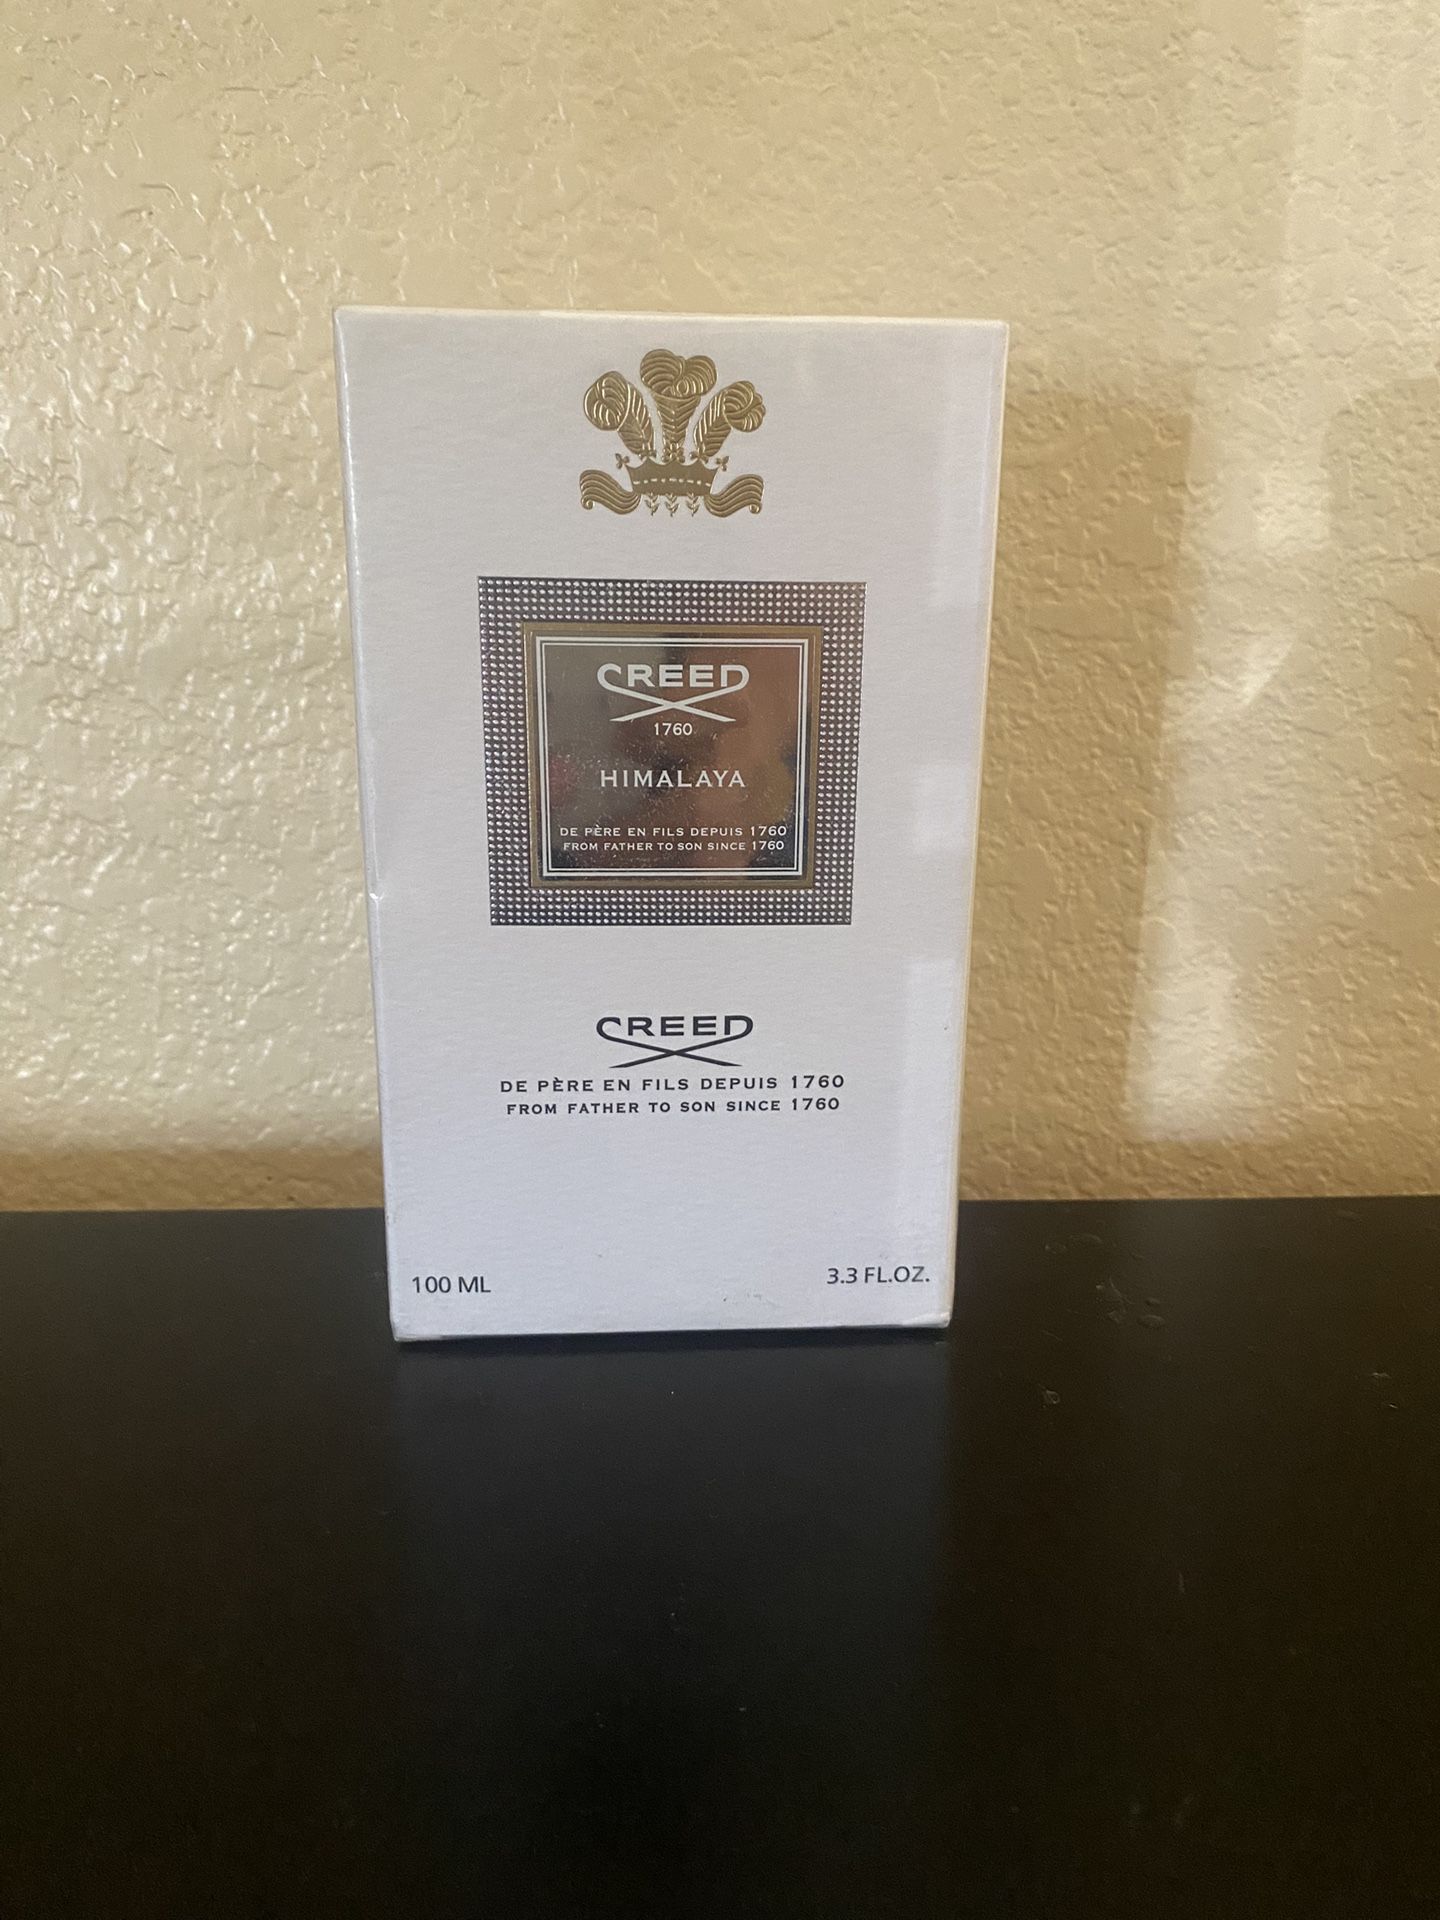 CREED
1760
HIMALAYA
DE PÈRE EN FILS DEPUIS 1760
FROM FATHER TO SON SINCE 1760
CREED
DE PÈRE EN FILS DEPUIS 1760
FROM FATHER TO SON SINCE 1760
100 ML 3.3 FL.OZ.